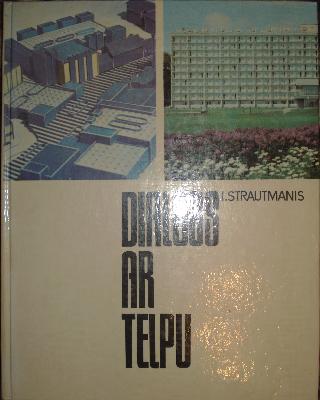 I.STRAUTMANIS
DIALOGS
AR
TELPU